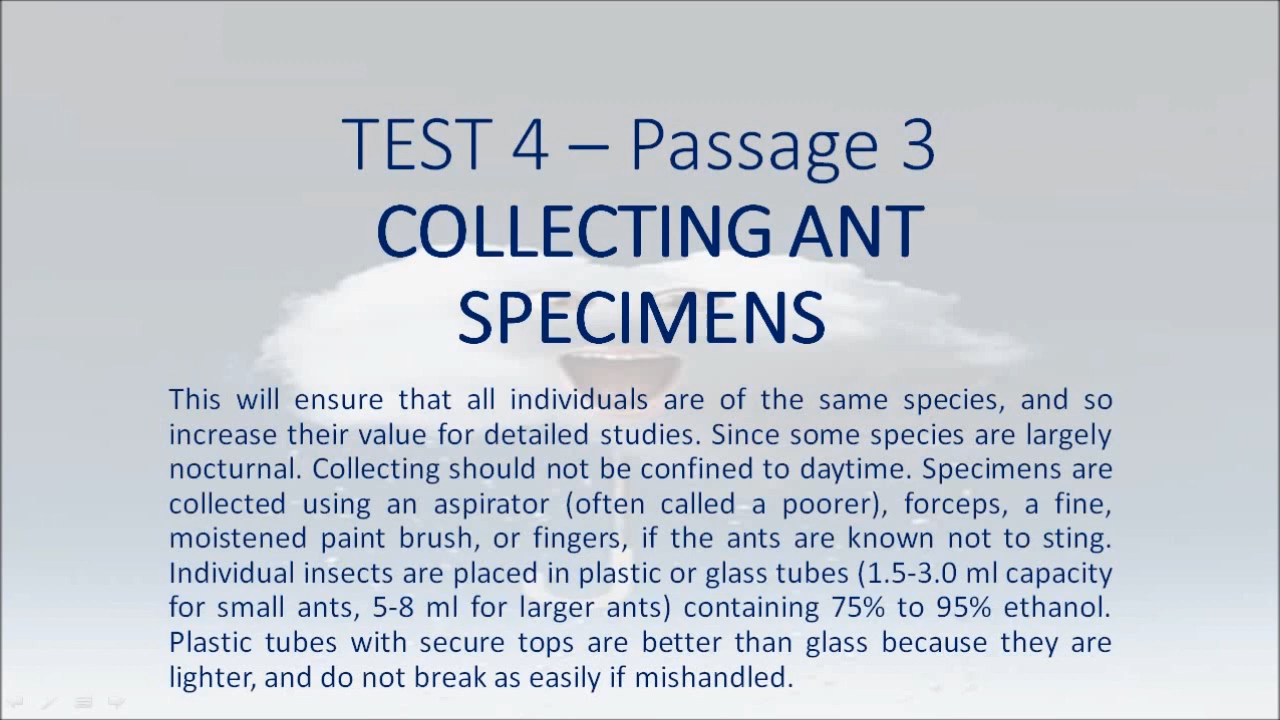 TEST 4 – Passage 3
COLLECTING ANT
SPECIMENS
This will ensure that all individuals are of the same species, and so
increase their value for detailed studies. Since some species are largely
nocturnal. Collecting should not be confined to daytime. Specimens are
collected using an aspirator (often called a poorer), forceps, a fine,
moistened paint brush, or fingers, if the ants are known not to sting.
Individual insects are placed in plastic or glass tubes (1.5-3.0 ml capacity
for small ants, 5-8 ml for larger ants) containing 75% to 95% ethanol.
Plastic tubes with secure tops are better than glass because they are
lighter, and do not break as easily if mishandled.